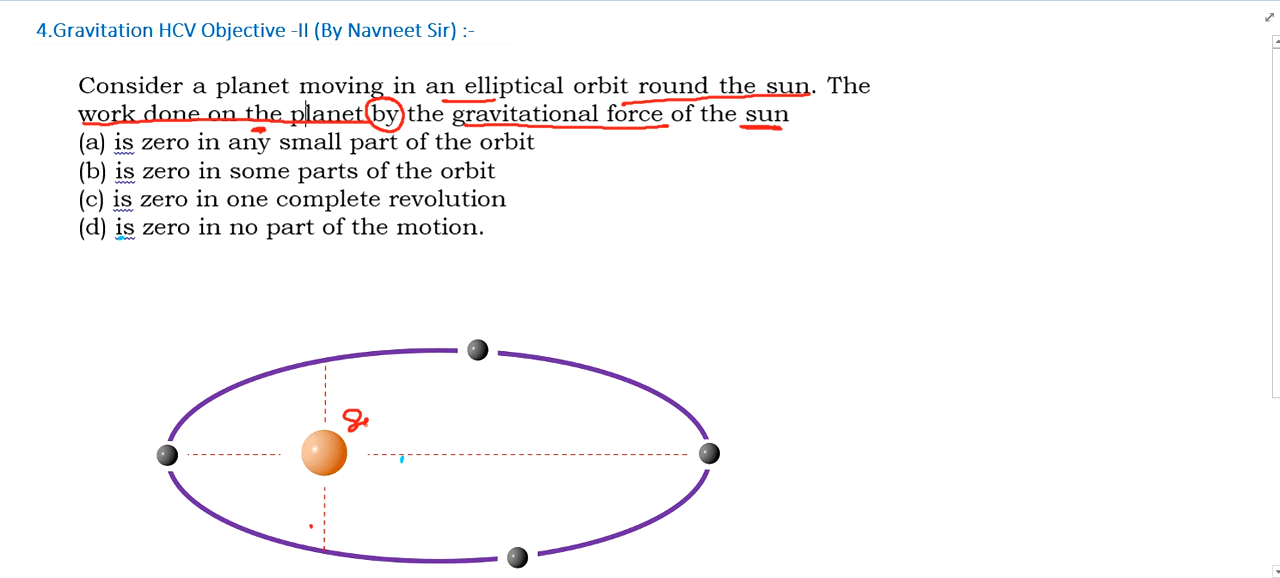 4.Gravitation HCV Objective -II (By Navneet Sir) :-
Consider a planet moving in an elliptical orbit round the sun. The
work done on the planet by the gravitational force of the sun
(a) is zero in any small part of the orbit
(b) is zero in some parts of the orbit
(c) is zero in one complete revolution
(d) is zero in no part of the motion.